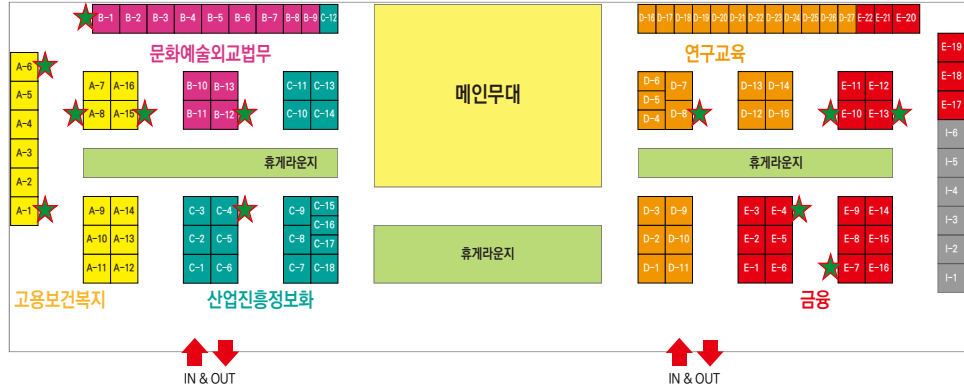 B-1 B-2 B-3 B-4 B-5 B-6 B-7 B-8 B-9 C-12
D-16 D-17 D-18 D-19 D-20 D-21 D-22 D-23 D-24 D-25 D-26 D-27 E-22 E-21 E-20
문화예술외교법무
메인무대
연구교육
A-6
A-5
A-4
A-3
A-2
A-1
A-7 A-16
A-8 A-15
B-10 B-13
B-11 B-12
C-11 C-13
C-10 C-14
D-6
D-5
D-4
D-7
D-8
D-13 D-14
D-12 D-15
E-11 E-12
E-10 E-13
E-19
E-18
E-17
I-6
I-5
I-4
I-3
I-2
I-1
휴게라운지
휴게라운지
A-9 A-14
A-10 A-13
A-11 A-12
C-3 C-4
C-2 C-5
C-1 C-6
C-9
C-8
C-7
C-15
C-16
C-17
C-18
휴게라운지
D-3 D-9
D-2 D-10
D-1 D-11
E-3 E-4
E-2 E-5
E-1 E-6
E-9 E-14
E-8 E-15
E-7 E-16
고용보건복지
산업진흥정보화
금융
IN & OUT
IN & OUT